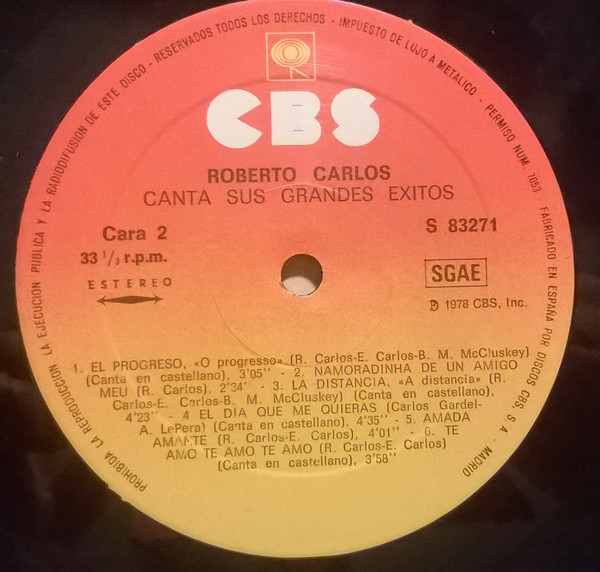 PROHIBIDA LA REPRODUCCION LA EJECUCION PUBLICA Y LA RADIODIFUSION DE ESTE DISCO - RESERVADOS TODOS LOS DERECHOS - IMPUESTO DE LUJO A METALICO - PERMISO NUM. 7053. FABRICADO EN ESPAÑA POR DISCOS CBS, S A - MADRID
CBS
ROBERTO CARLOS
CANTA SUS GRANDES EXITOS
Cara 2
S 83271
33 1/3 r.p.m.
ESTEREO
SGAE
℗ 1978 CBS, Inc.
1. EL PROGRESO, «O progresso» (R. Carlos-E. Carlos-B. M. McCluskey)
(Canta en castellano), 3'05'' - 2. NAMORADINHA DE UN AMIGO
MEU (R. Carlos), 2'34'' - 3. LA DISTANCIA, «A distancia» (R.
Carlos-E. Carlos-B. M. McCluskey) (Canta en castellano),
4'23'' - 4 EL DIA QUE ME QUIERAS (Carlos Gardel-
A. LePera) (Canta en castellano), 4'35'' - 5. AMADA
AMANTE (R. Carlos-E. Carlos), 4'01'' - 6. TE
AMO TE AMO TE AMO (R. Carlos-E. Carlos)
(Canta en castellano), 3'58''